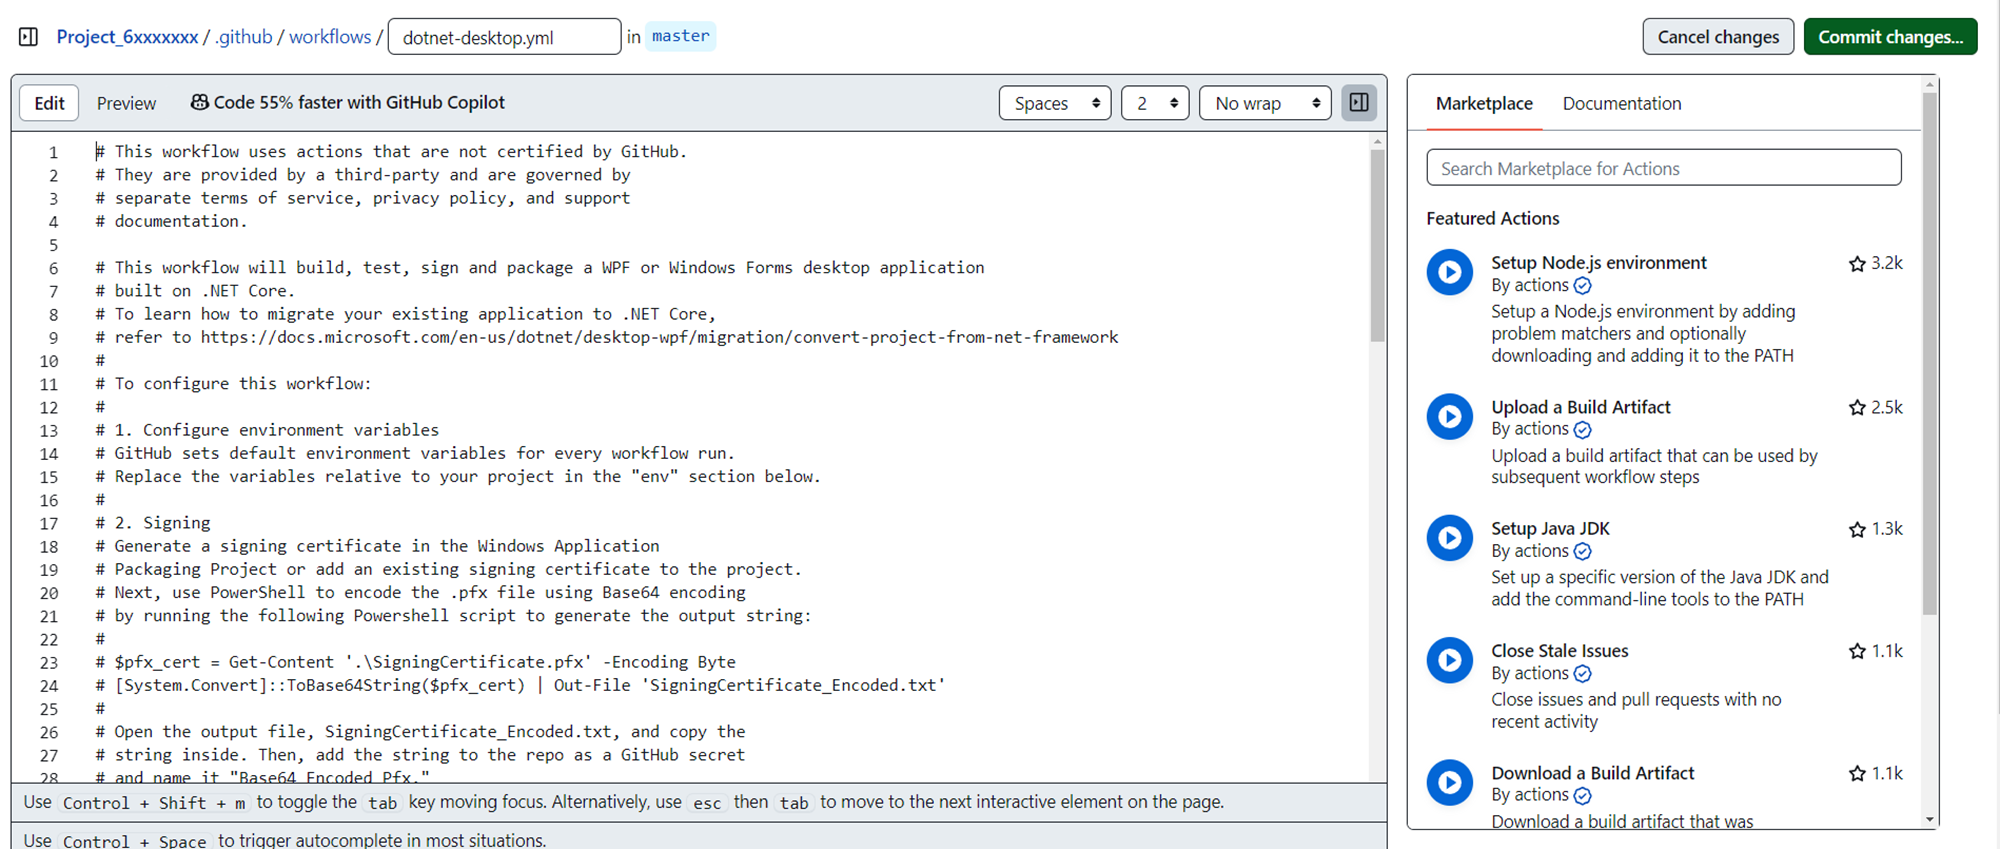 Project_6xxxxxxx / .github / workflows / dotnet-desktop.yml in master
Cancel changes
Commit changes...
Edit
Preview
Code 55% faster with GitHub Copilot
Spaces
2
No wrap
1 # This workflow uses actions that are not certified by GitHub.
2 # They are provided by a third-party and are governed by
3 # separate terms of service, privacy policy, and support
4 # documentation.
5
6 # This workflow will build, test, sign and package a WPF or Windows Forms desktop application
7 # built on .NET Core.
8 # To learn how to migrate your existing application to .NET Core,
9 # refer to https://docs.microsoft.com/en-us/dotnet/desktop-wpf/migration/convert-project-from-net-framework
10 #
11 # To configure this workflow:
12 #
13 # 1. Configure environment variables
14 # GitHub sets default environment variables for every workflow run.
15 # Replace the variables relative to your project in the "env" section below.
16 #
17 # 2. Signing
18 # Generate a signing certificate in the Windows Application
19 # Packaging Project or add an existing signing certificate to the project.
20 # Next, use PowerShell to encode the .pfx file using Base64 encoding
21 # by running the following Powershell script to generate the output string:
22 #
23 # $pfx_cert = Get-Content '.\SigningCertificate.pfx' -Encoding Byte
24 # [System.Convert]::ToBase64String($pfx_cert) | Out-File 'SigningCertificate_Encoded.txt'
25 #
26 # Open the output file, SigningCertificate_Encoded.txt, and copy the
27 # string inside. Then, add the string to the repo as a GitHub secret
28 # and name it "Base64_Encoded_Pfx."
Use Control + Shift + m to toggle the tab key moving focus. Alternatively, use esc then tab to move to the next interactive element on the page.
Use Control + Space to trigger autocomplete in most situations.
Marketplace
Documentation
Search Marketplace for Actions
Featured Actions
Setup Node.js environment
3.2k
By actions
Setup a Node.js environment by adding
problem matchers and optionally
downloading and adding it to the PATH
Upload a Build Artifact
2.5k
By actions
Upload a build artifact that can be used by
subsequent workflow steps
Setup Java JDK
1.3k
By actions
Set up a specific version of the Java JDK and
add the command-line tools to the PATH
Close Stale Issues
1.1k
By actions
Close issues and pull requests with no
recent activity
Download a Build Artifact
1.1k
By actions
Download a build artifact that was